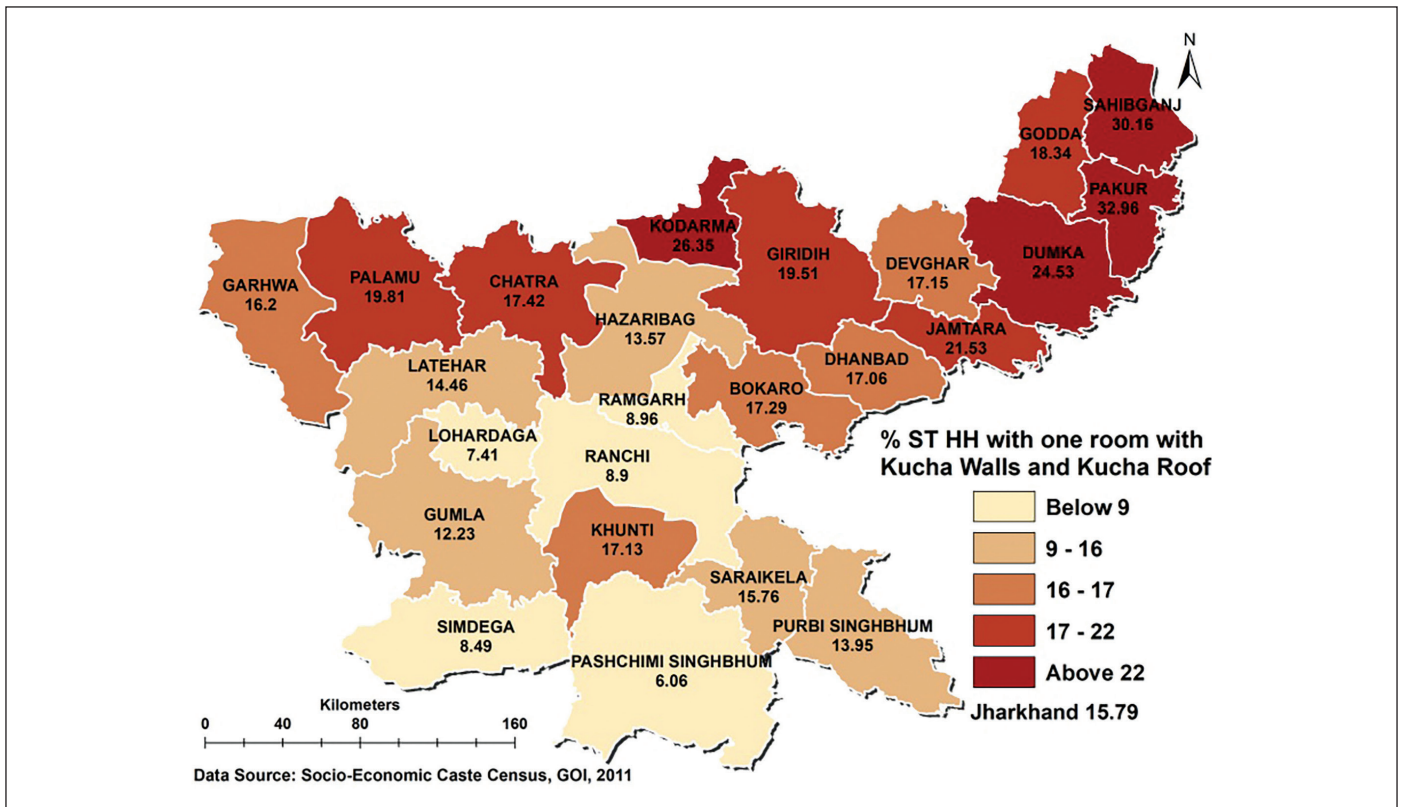 N
SAHIBGANJ
30.16
GODDA
18.34
PAKUR
32.96
KODARMA
26.35
GIRIDIH
19.51
DEVGHAR
17.15
DUMKA
24.53
GARHWA
16.2
PALAMU
19.81
CHATRA
17.42
HAZARIBAG
13.57
JAMTARA
21.53
LATEHAR
14.46
DHANBAD
17.06
BOKARO
17.29
RAMGARH
8.96
LOHARDAGA
7.41
RANCHI
8.9
GUMLA
12.23
KHUNTI
17.13
SARAIKELA
15.76
PURBI SINGHBHUM
13.95
SIMDEGA
8.49
PASHCHIMI SINGHBHUM
6.06
% ST HH with one room with
Kucha Walls and Kucha Roof
Below 9
9 - 16
16 - 17
17 - 22
Above 22
Jharkhand 15.79
Kilometers
0 40 80 160
Data Source: Socio-Economic Caste Census, GOI, 2011